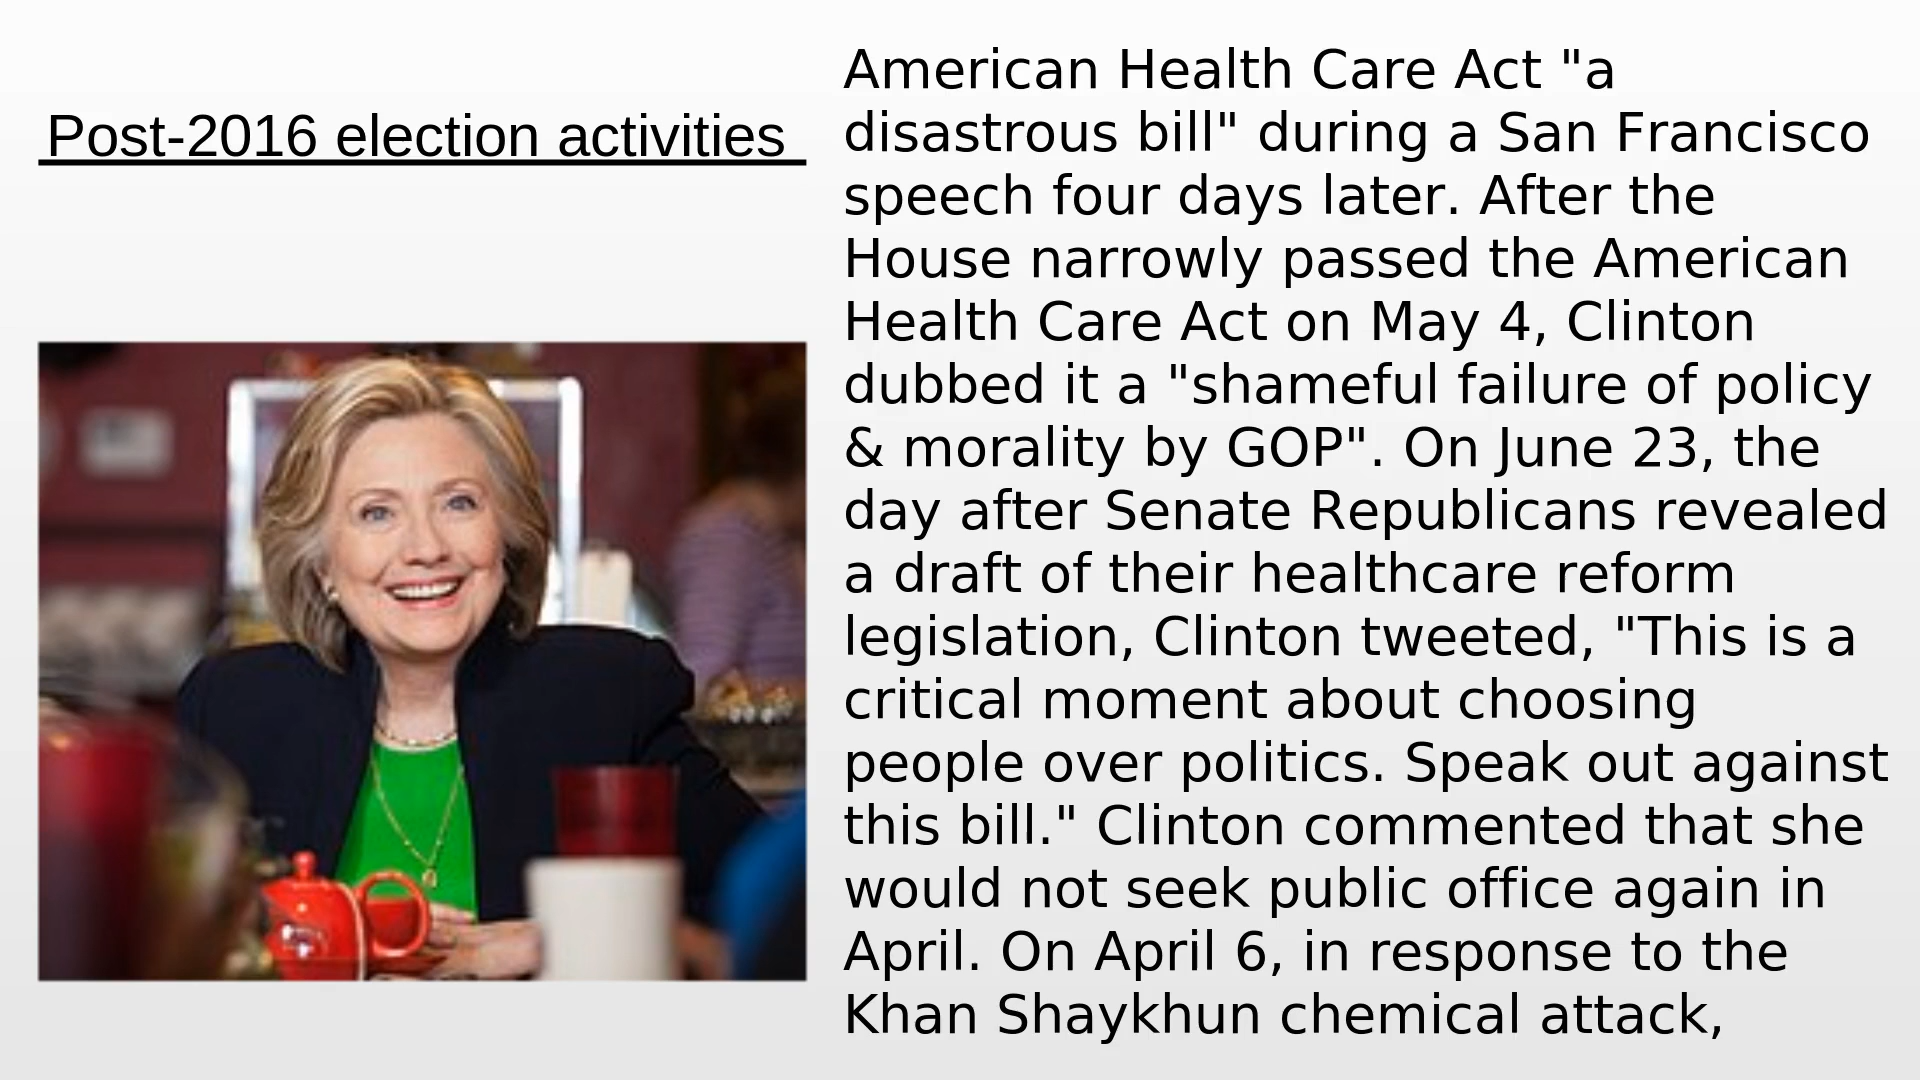 Post-2016 election activities
American Health Care Act "a
disastrous bill" during a San Francisco
speech four days later. After the
House narrowly passed the American
Health Care Act on May 4, Clinton
dubbed it a "shameful failure of policy
& morality by GOP". On June 23, the
day after Senate Republicans revealed
a draft of their healthcare reform
legislation, Clinton tweeted, "This is a
critical moment about choosing
people over politics. Speak out against
this bill." Clinton commented that she
would not seek public office again in
April. On April 6, in response to the
Khan Shaykhun chemical attack,